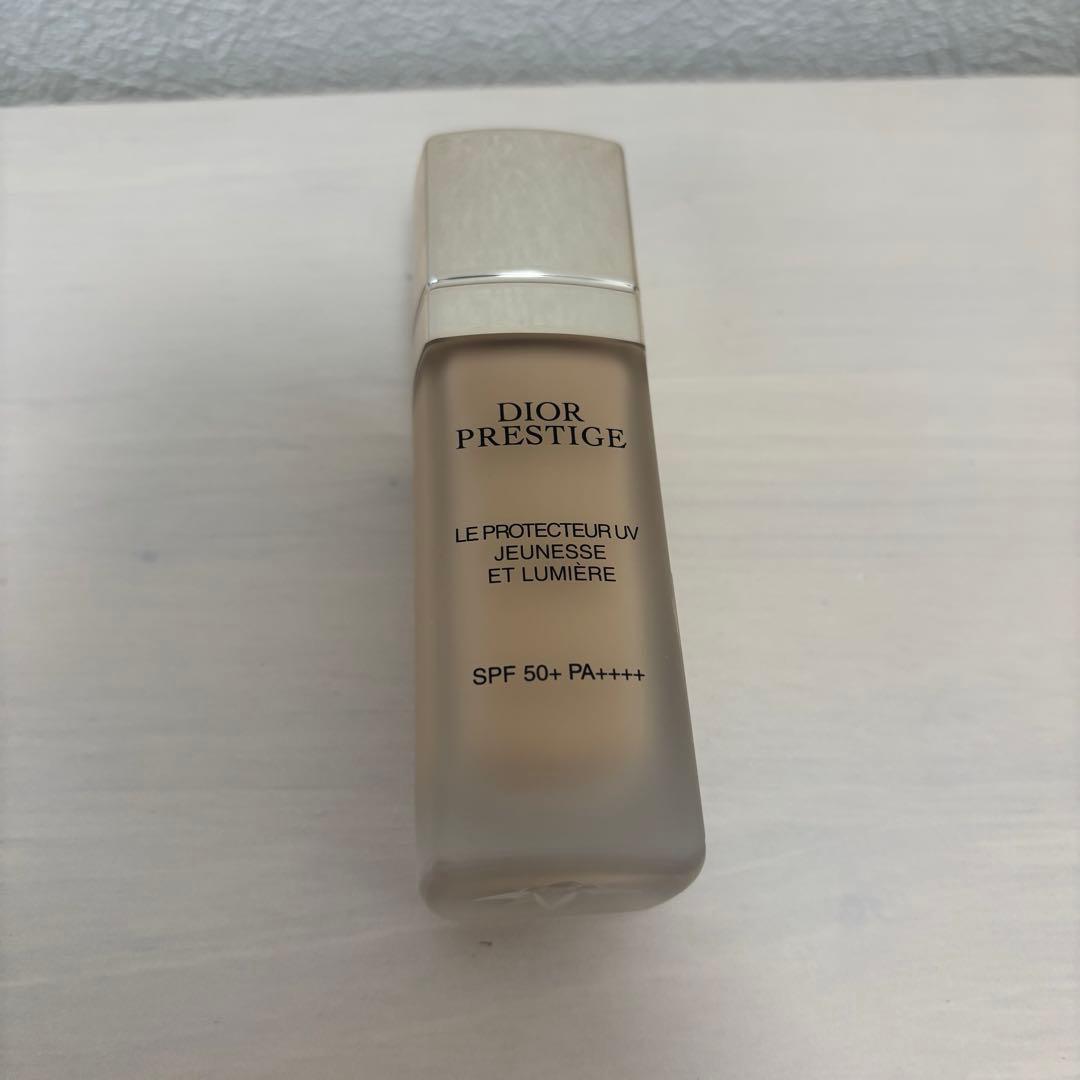 DIOR
PRESTIGE
LE PROTECTEUR UV
JEUNESSE
ET LUMIÈRE
SPF 50+ PA++++